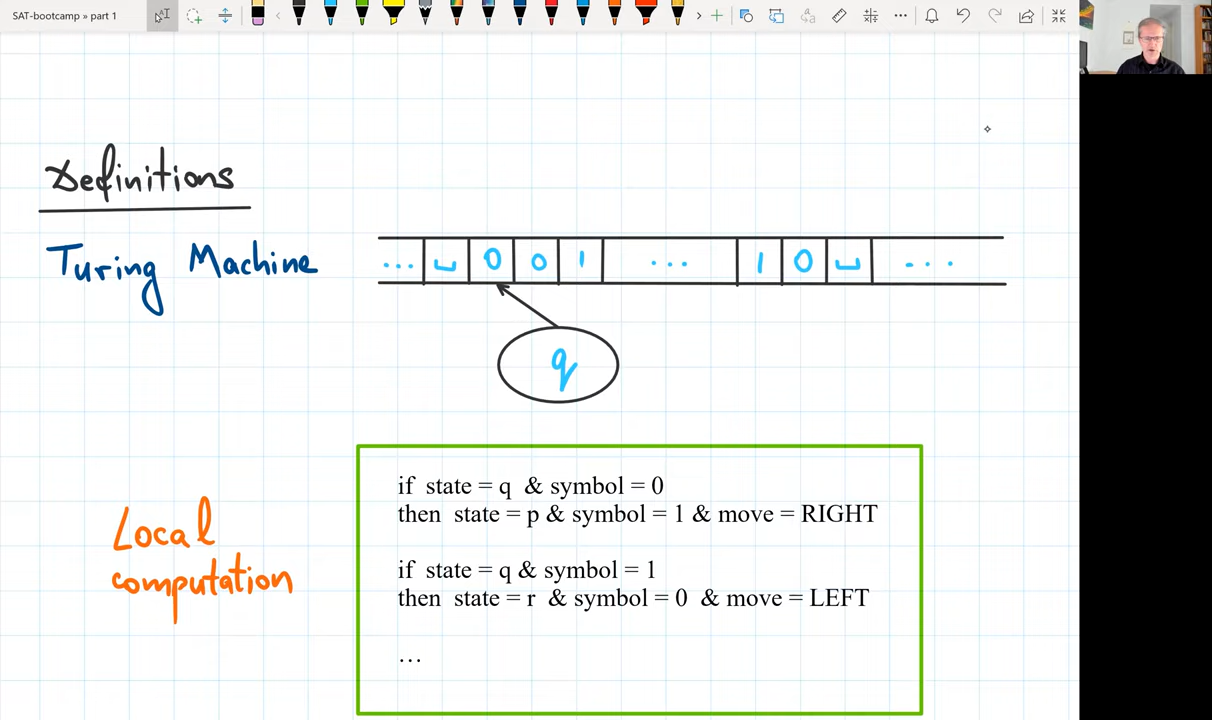 SAT-bootcamp » part 1
Definitions
Turing Machine
... ␣ 0 0 1 ... 1 0 ␣ ...
q
Local
computation
if state = q & symbol = 0
then state = p & symbol = 1 & move = RIGHT
if state = q & symbol = 1
then state = r & symbol = 0 & move = LEFT
...